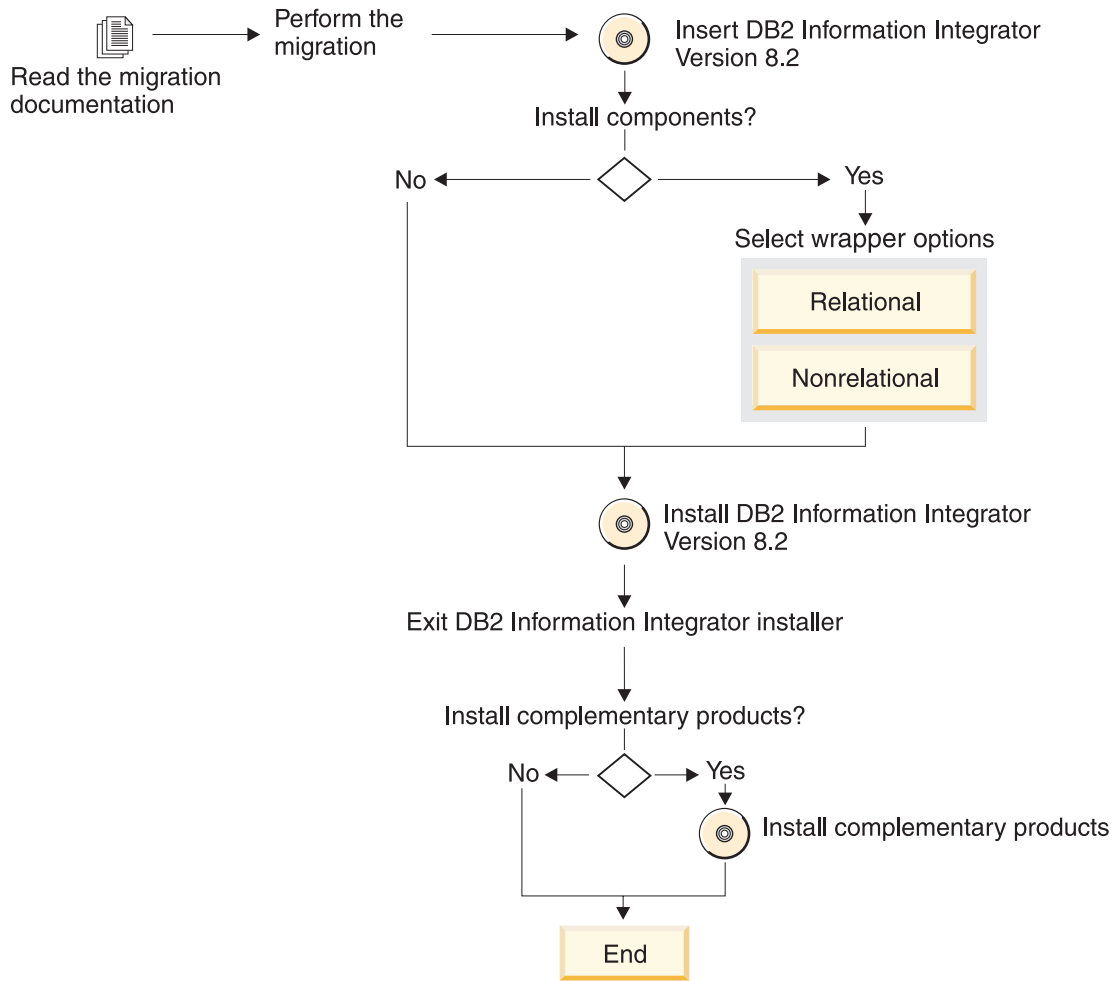 Read the migration
documentation
Perform the
migration
Insert DB2 Information Integrator
Version 8.2
Install components?
No
Yes
Select wrapper options
Relational
Nonrelational
Install DB2 Information Integrator
Version 8.2
Exit DB2 Information Integrator installer
Install complementary products?
No
Yes
Install complementary products
End